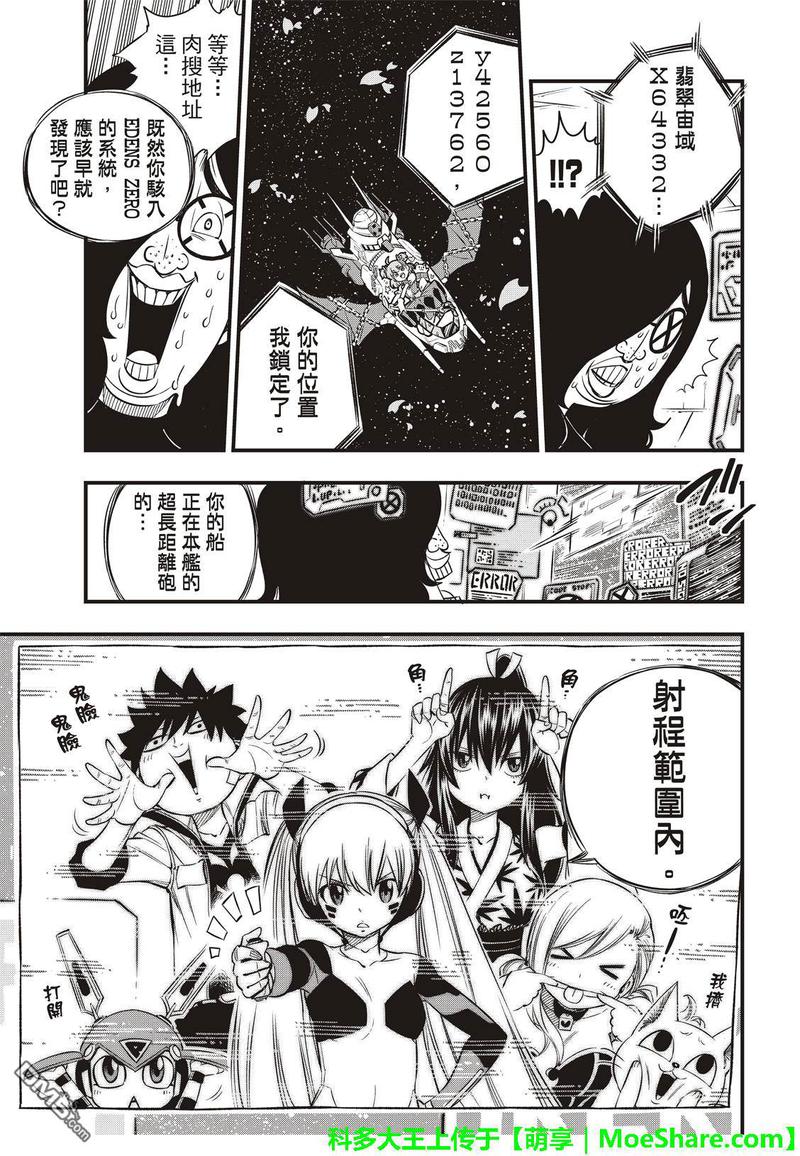 翡翠宙域
X64332…
!!?
y42560
z13762，
你的位置
我鎖定了。
等等…
肉搜地址
這…
既然你駭入
EDENS ZERO
的系統，
應該早就
發現了吧？
ERROR
你的船
正在本艦的
超長距離砲
的…
射程範圍內。
角…
角…
鬼臉
鬼臉
呸…
我擠
打開
科多大王上传于【萌享｜MoeShare.com】